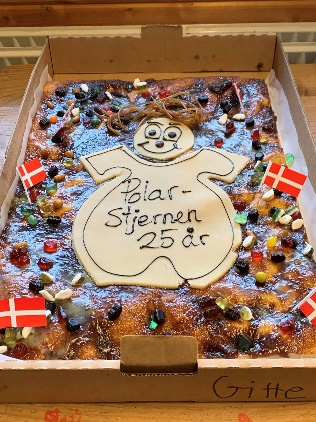 Polar-
Stjernen
25 år
Gitte